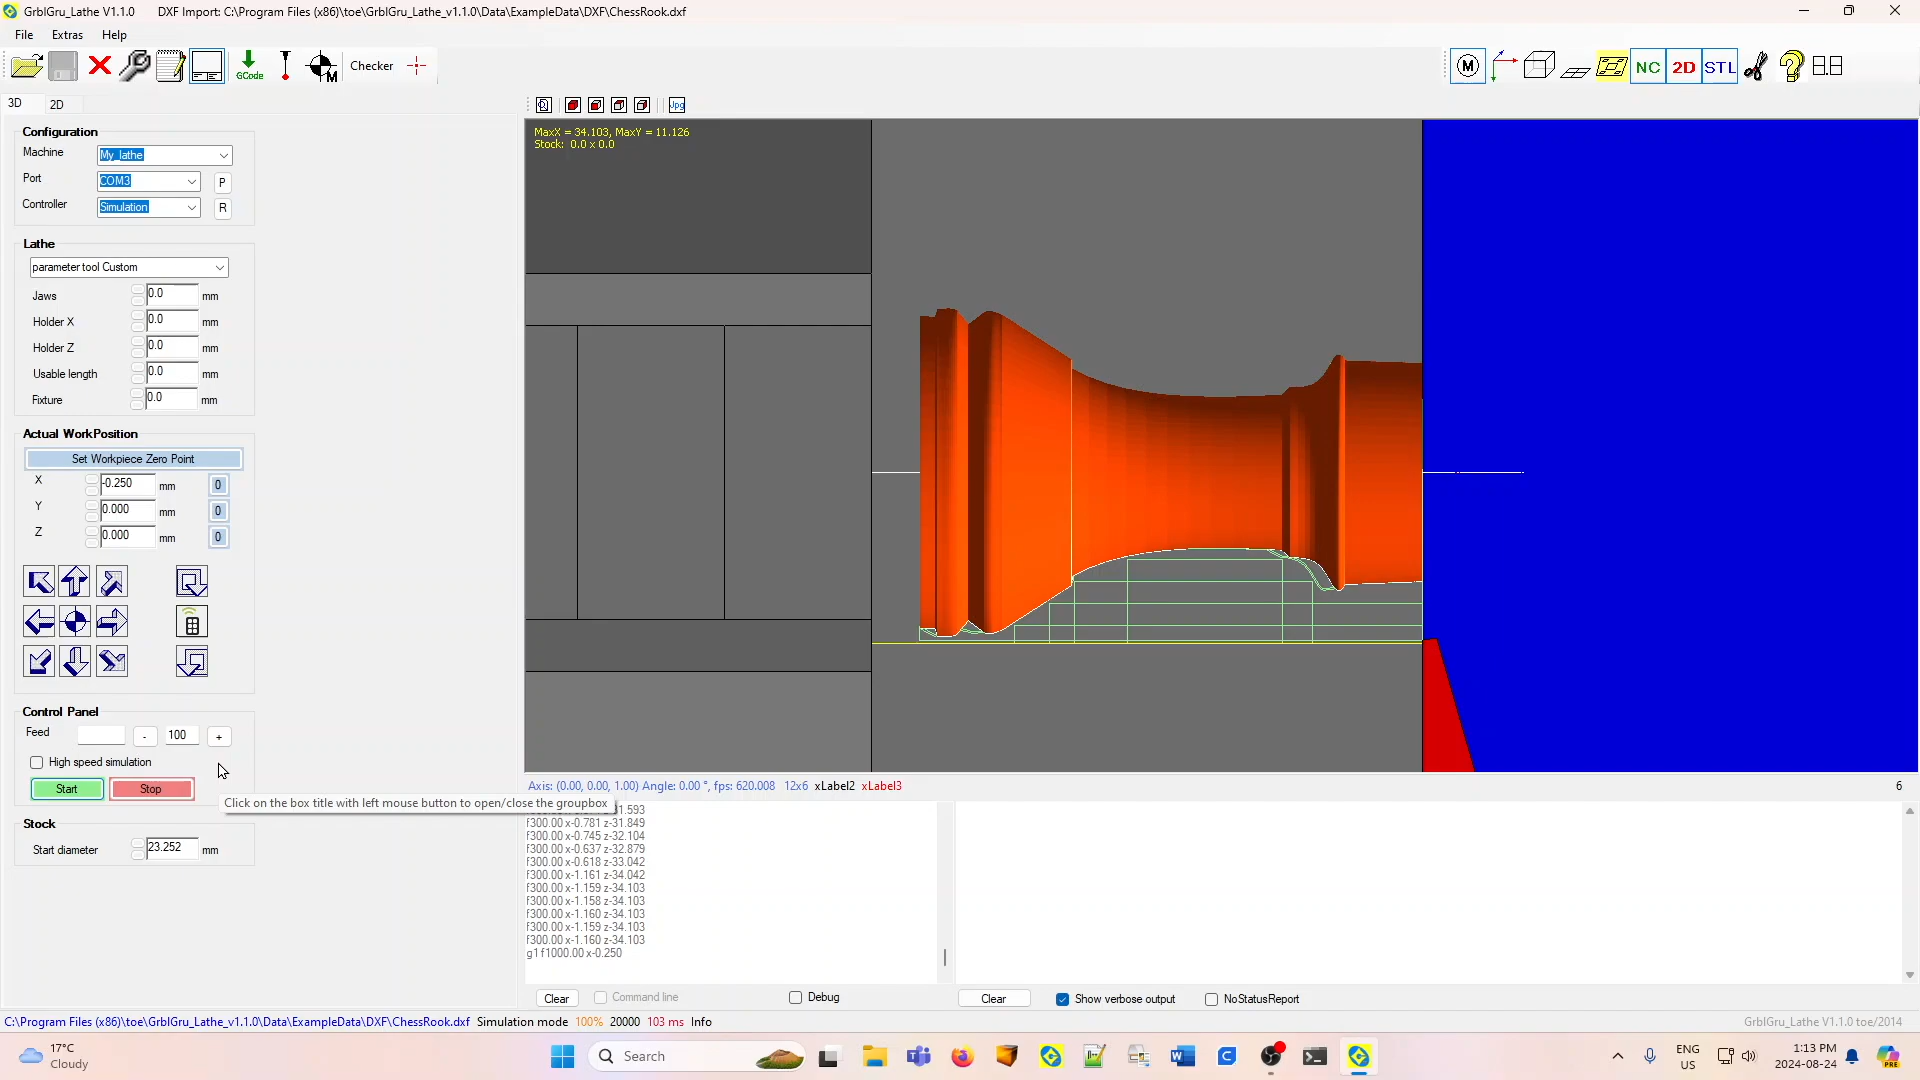 GrblGru_Lathe V1.1.0 DXF Import: C:\Program Files (x86)\toe\GrblGru_Lathe_v1.1.0\Data\ExampleData\DXF\ChessRook.dxf
File Extras Help
GCode
M
Checker
M
NC
2D
STL
3D 2D
Jpg
Configuration
Machine My_lathe
Port COM3 P
Controller Simulation R
Lathe
parameter tool Custom
Jaws 0.0 mm
Holder X 0.0 mm
Holder Z 0.0 mm
Usable length 0.0 mm
Fixture 0.0 mm
Actual WorkPosition
Set Workpiece Zero Point
X -0.250 mm 0
Y 0.000 mm 0
Z 0.000 mm 0
Control Panel
Feed - 100 +
High speed simulation
Start Stop
Click on the box title with left mouse button to open/close the groupbox
Stock
Start diameter 23.252 mm
MaxX = 34.103, MaxY = 11.126
Stock: 0.0 x 0.0
Axis: (0.00, 0.00, 1.00) Angle: 0.00 °, fps: 620.008 12x6 xLabel2 xLabel3 6
31.593
f300.00 x-0.781 z-31.849
f300.00 x-0.745 z-32.104
f300.00 x-0.637 z-32.879
f300.00 x-0.618 z-33.042
f300.00 x-1.161 z-34.042
f300.00 x-1.159 z-34.103
f300.00 x-1.158 z-34.103
f300.00 x-1.160 z-34.103
f300.00 x-1.159 z-34.103
f300.00 x-1.160 z-34.103
g1 f1000.00 x-0.250
Clear Command line Debug Clear Show verbose output NoStatusReport
C:\Program Files (x86)\toe\GrblGru_Lathe_v1.1.0\Data\ExampleData\DXF\ChessRook.dxf Simulation mode 100% 20000 103 ms Info GrblGru_Lathe V1.1.0 toe/2014
17°C
Cloudy
Search
ENG
US
1:13 PM
2024-08-24
PRE